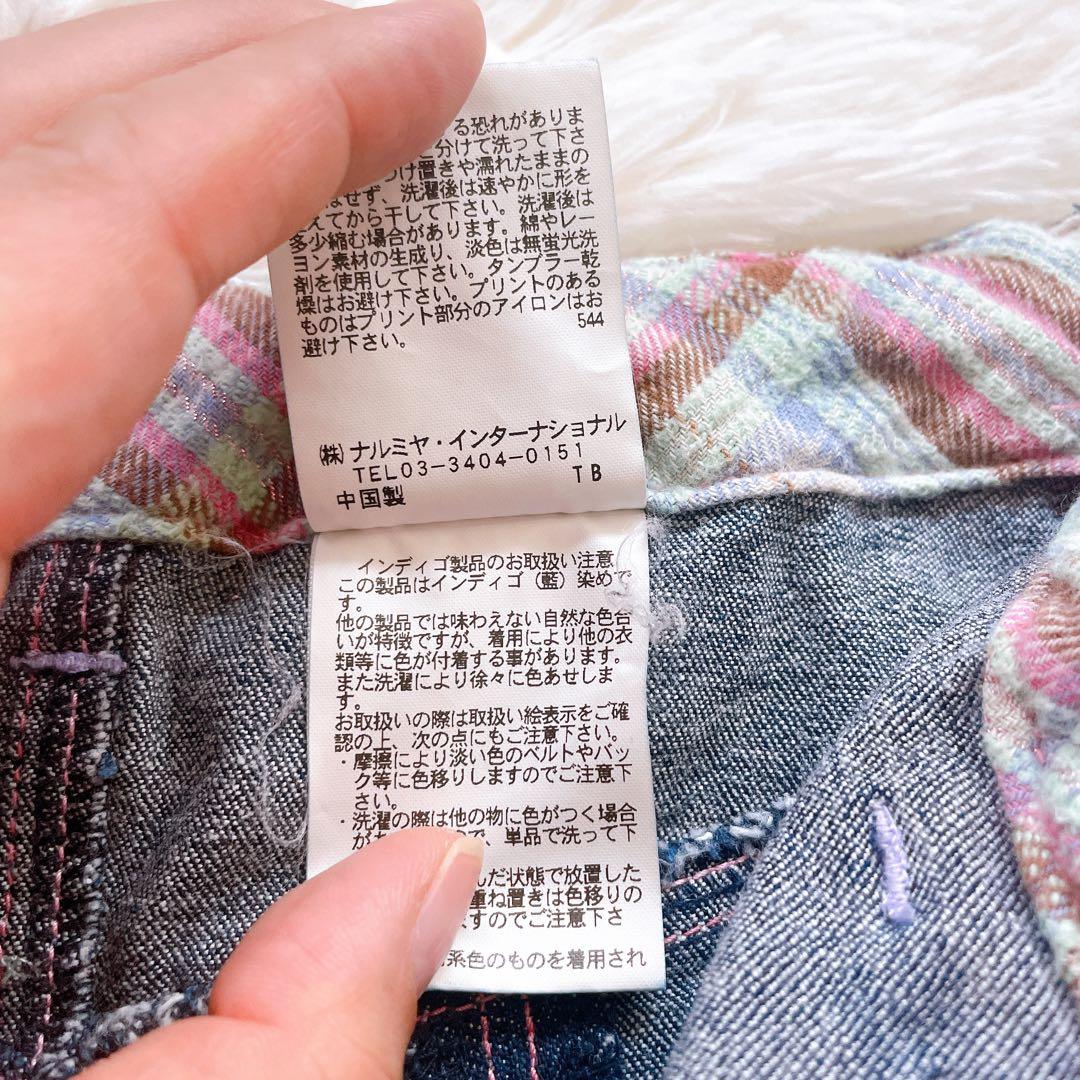 る恐れがありま
分けて洗って下さ
け置きや濡れたままの
はせず、洗濯後は速やかに形を
えてから干して下さい。洗濯後は
多少縮む場合があります。綿やレー
ヨン素材の生成り、淡色は無蛍光洗
剤を使用して下さい。タンブラー乾
燥はお避け下さい。プリントのある
ものはプリント部分のアイロンはお
避け下さい。
544
㈱ ナルミヤ・インターナショナル
TEL03-3404-0151
中国製 TB
インディゴ製品のお取扱い注意
この製品はインディゴ（藍）染めで
す。
他の製品では味わえない自然な色合
いが特徴ですが、着用により他の衣
類等に色が付着する事があります。
また洗濯により徐々に色あせしま
す。
お取扱いの際は取扱い絵表示をご確
認の上、次の点にもご注意下さい。
・摩擦により淡い色のベルトやバッ
グ等に色移りしますのでご注意下
さい。
・洗濯の際は他の物に色がつく場合
が
で、単品で洗って下
んだ状態で放置した
重ね置きは色移りの
ますのでご注意下さ
系色のものを着用され